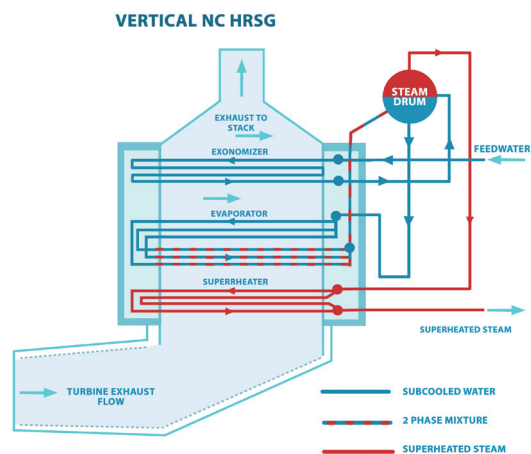 VERTICAL NC HRSG
STEAM
DRUM
EXHAUST TO
STACK
FEEDWATER
EXONOMIZER
EVAPORATOR
SUPERRHEATER
SUPERHEATED STEAM
TURBINE EXHAUST
FLOW
SUBCOOLED WATER
2 PHASE MIXTURE
SUPERHEATED STEAM